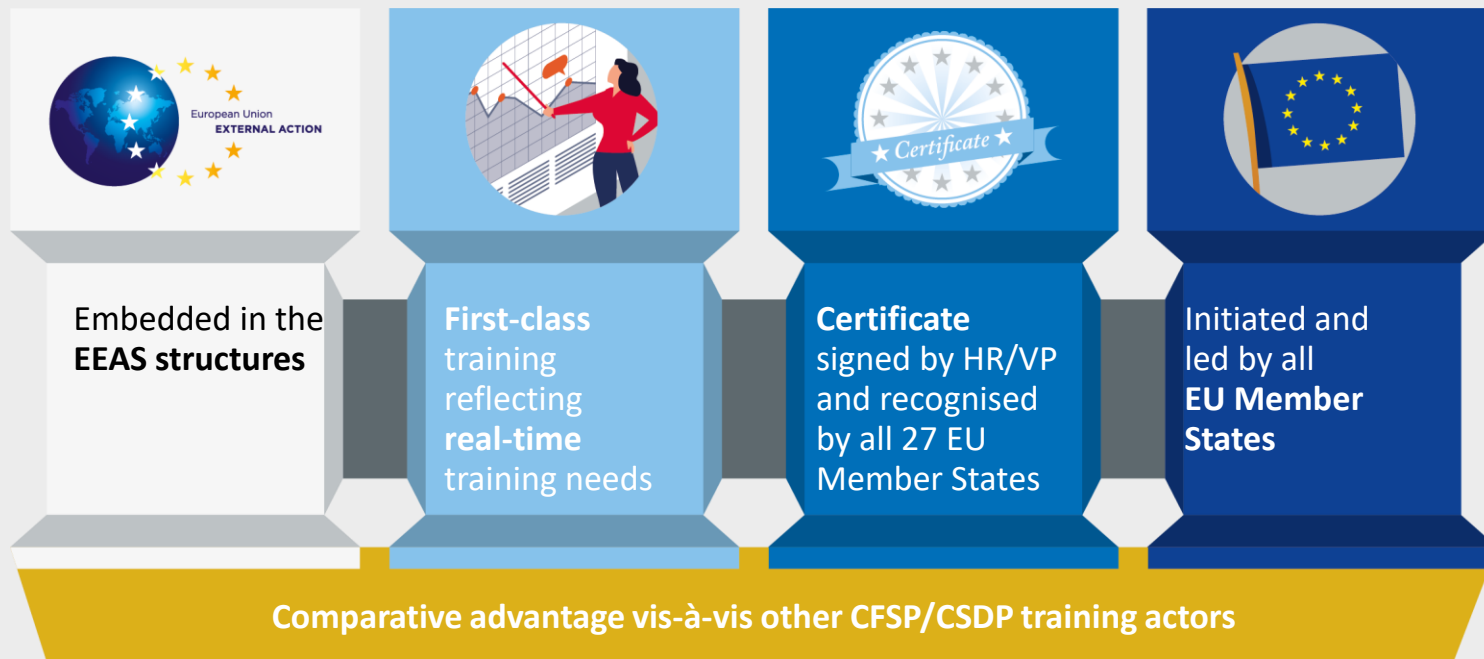 European Union
EXTERNAL ACTION
Certificate
Embedded in the
EEAS structures
First-class
training
reflecting
real-time
training needs
Certificate
signed by HR/VP
and recognised
by all 27 EU
Member States
Initiated and
led by all
EU Member
States
Comparative advantage vis-à-vis other CFSP/CSDP training actors